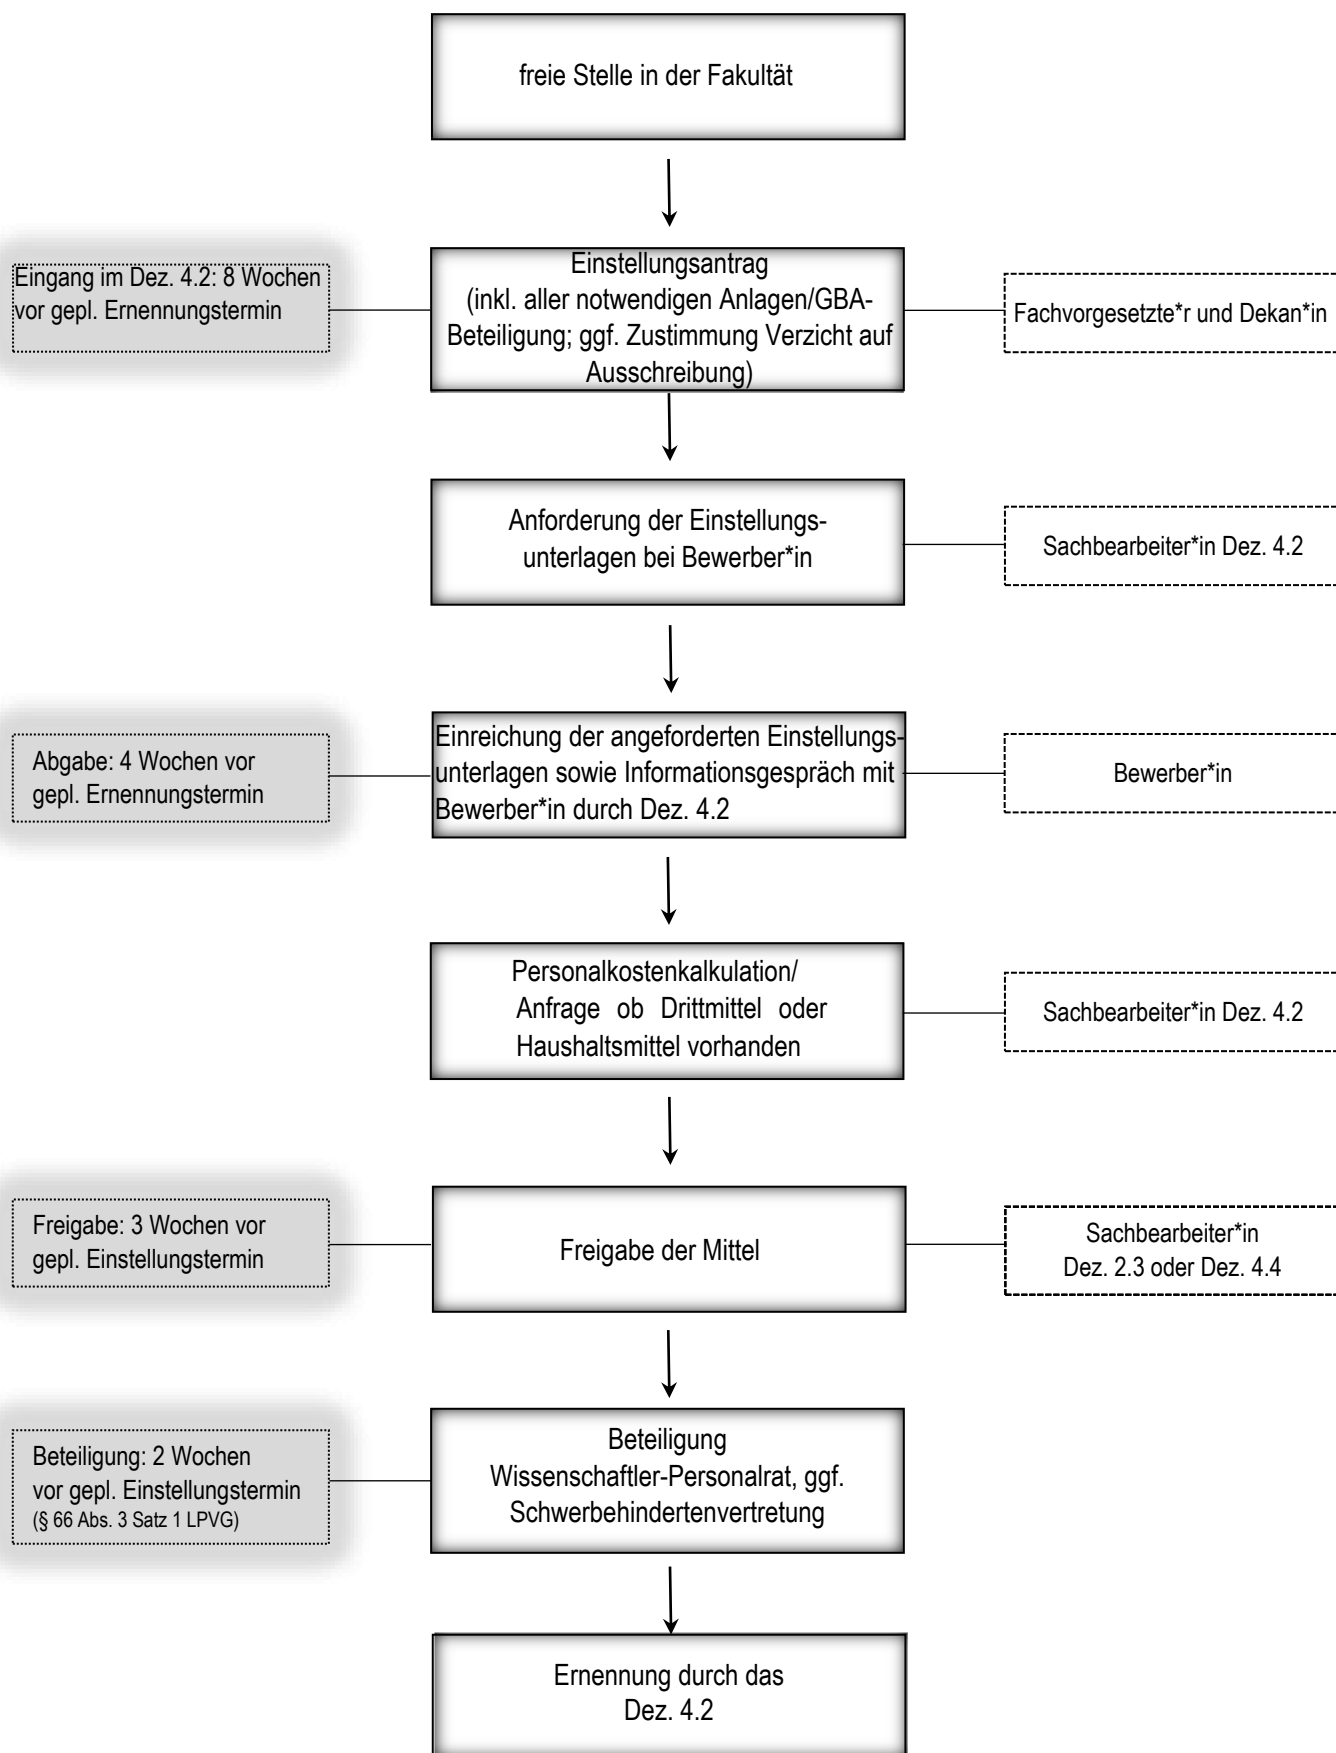 freie Stelle in der Fakultät
Eingang im Dez. 4.2: 8 Wochen
vor gepl. Ernennungstermin
Einstellungsantrag
(inkl. aller notwendigen Anlagen/GBA-
Beteiligung; ggf. Zustimmung Verzicht auf
Ausschreibung)
Fachvorgesetzte*r und Dekan*in
Anforderung der Einstellungs-
unterlagen bei Bewerber*in
Sachbearbeiter*in Dez. 4.2
Abgabe: 4 Wochen vor
gepl. Ernennungstermin
Einreichung der angeforderten Einstellungs-
unterlagen sowie Informationsgespräch mit
Bewerber*in durch Dez. 4.2
Bewerber*in
Personalkostenkalkulation/
Anfrage ob Drittmittel oder
Haushaltsmittel vorhanden
Sachbearbeiter*in Dez. 4.2
Freigabe: 3 Wochen vor
gepl. Einstellungstermin
Freigabe der Mittel
Sachbearbeiter*in
Dez. 2.3 oder Dez. 4.4
Beteiligung: 2 Wochen
vor gepl. Einstellungstermin
(§ 66 Abs. 3 Satz 1 LPVG)
Beteiligung
Wissenschaftler-Personalrat, ggf.
Schwerbehindertenvertretung
Ernennung durch das
Dez. 4.2